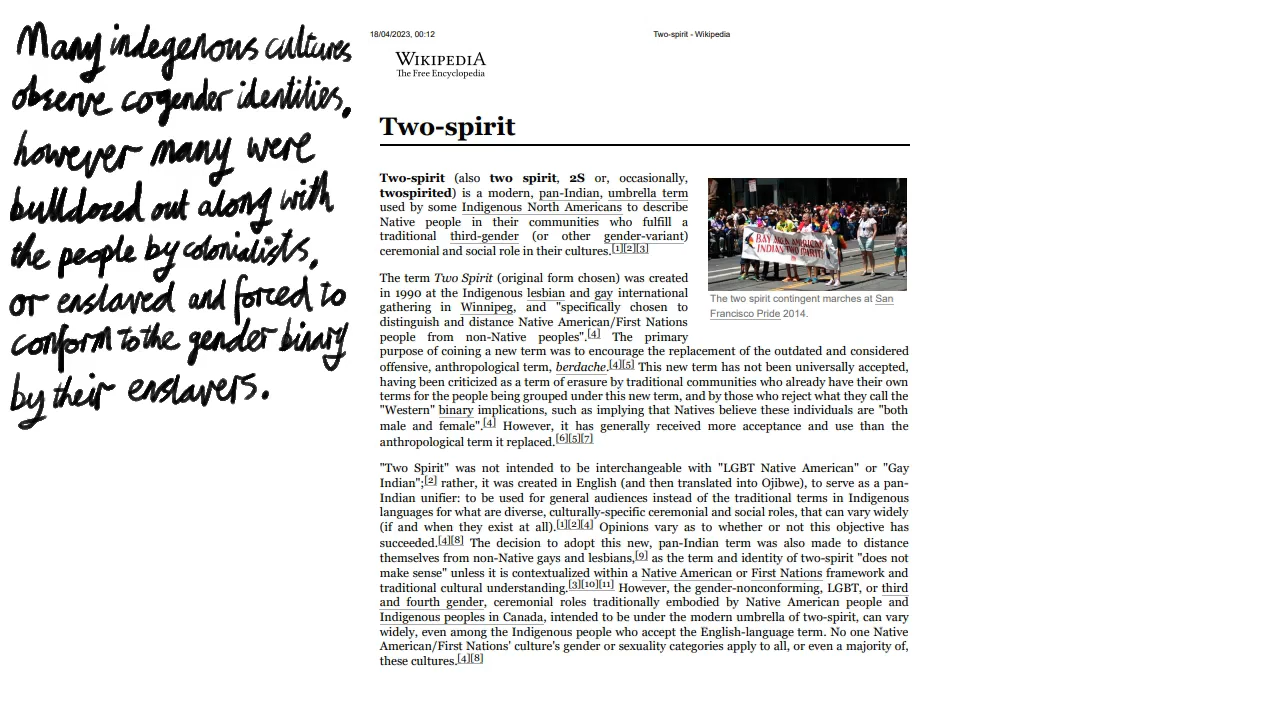 Many indegenous cultures
observe cogender identities,
however many were
bulldozed out along with
the people by colonialists,
or enslaved and forced to
conform to the gender binary
by their enslavers.
18/04/2023, 00:12
Two-spirit - Wikipedia
WIKIPEDIA
The Free Encyclopedia
Two-spirit
Two-spirit (also two spirit, 2S or, occasionally,
twospirited) is a modern, pan-Indian, umbrella term
used by some Indigenous North Americans to describe
Native people in their communities who fulfill a
traditional third-gender (or other gender-variant)
ceremonial and social role in their cultures.[1][2][3]
BAY AREA AMERICAN
INDIAN TWO SPIRITS
The two spirit contingent marches at San
Francisco Pride 2014.
The term Two Spirit (original form chosen) was created
in 1990 at the Indigenous lesbian and gay international
gathering in Winnipeg, and "specifically chosen to
distinguish and distance Native American/First Nations
people from non-Native peoples".[4] The primary
purpose of coining a new term was to encourage the replacement of the outdated and considered
offensive, anthropological term, berdache.[4][5] This new term has not been universally accepted,
having been criticized as a term of erasure by traditional communities who already have their own
terms for the people being grouped under this new term, and by those who reject what they call the
"Western" binary implications, such as implying that Natives believe these individuals are "both
male and female".[4] However, it has generally received more acceptance and use than the
anthropological term it replaced.[6][5][7]
"Two Spirit" was not intended to be interchangeable with "LGBT Native American" or "Gay
Indian";[2] rather, it was created in English (and then translated into Ojibwe), to serve as a pan-
Indian unifier: to be used for general audiences instead of the traditional terms in Indigenous
languages for what are diverse, culturally-specific ceremonial and social roles, that can vary widely
(if and when they exist at all).[1][2][4] Opinions vary as to whether or not this objective has
succeeded.[4][8] The decision to adopt this new, pan-Indian term was also made to distance
themselves from non-Native gays and lesbians,[9] as the term and identity of two-spirit "does not
make sense" unless it is contextualized within a Native American or First Nations framework and
traditional cultural understanding.[3][10][11] However, the gender-nonconforming, LGBT, or third
and fourth gender, ceremonial roles traditionally embodied by Native American people and
Indigenous peoples in Canada, intended to be under the modern umbrella of two-spirit, can vary
widely, even among the Indigenous people who accept the English-language term. No one Native
American/First Nations' culture's gender or sexuality categories apply to all, or even a majority of,
these cultures.[4][8]